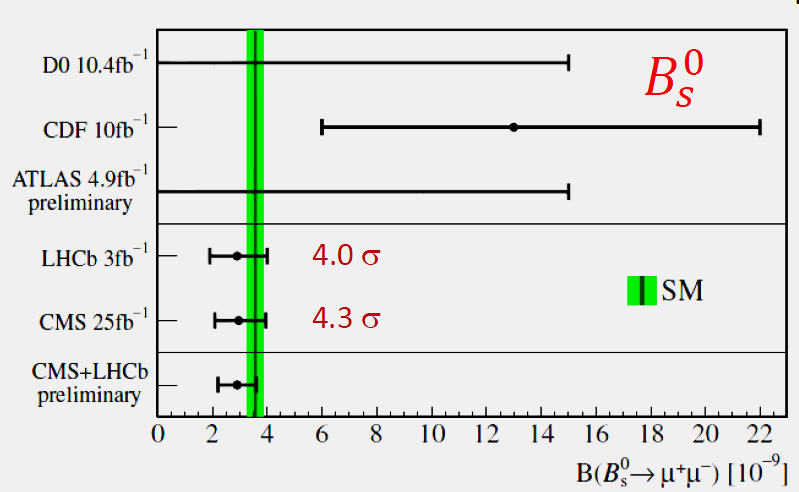 D0 10.4fb⁻¹
B⁰ₛ
CDF 10fb⁻¹
ATLAS 4.9fb⁻¹
preliminary
LHCb 3fb⁻¹
4.0 σ
SM
CMS 25fb⁻¹
4.3 σ
CMS+LHCb
preliminary
0 2 4 6 8 10 12 14 16 18 20 22
B(B⁰ₛ→ μ⁺μ⁻) [10⁻⁹]